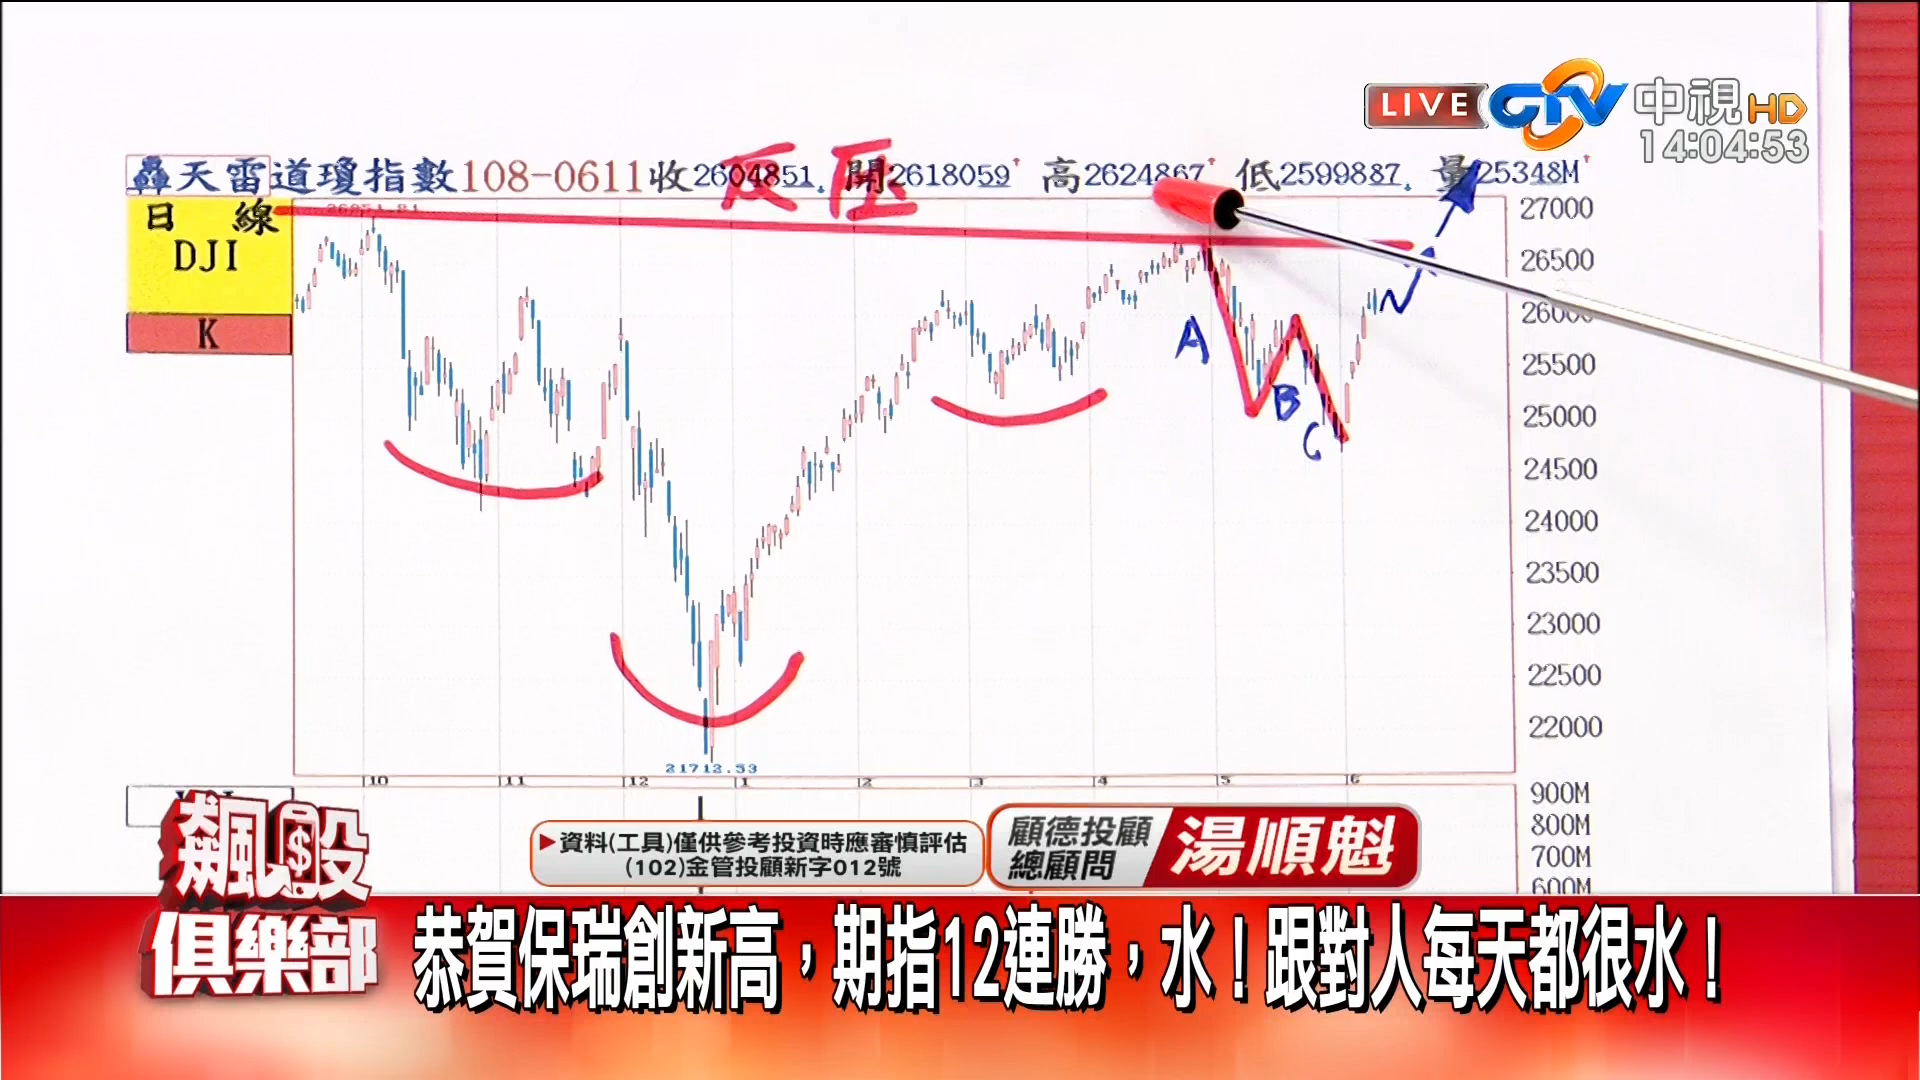 LIVE CTV 中視HD
14:04:53
轟天雷道瓊指數108-0611收2604851 開2618059 高2624867 低2599887 量25348M
反压
26951.81
日線
DJI
K
27000
26500
26000
25500
25000
24500
24000
23500
23000
22500
22000
A
B
C
21712.53
10 11 12 1 2 3 4 5 6
900M
800M
700M
600M
飆股俱樂部
資料(工具)僅供參考投資時應審慎評估
(102)金管投顧新字012號
顧德投顧
總顧問
湯順魁
恭賀保瑞創新高，期指12連勝，水！跟對人每天都很水！